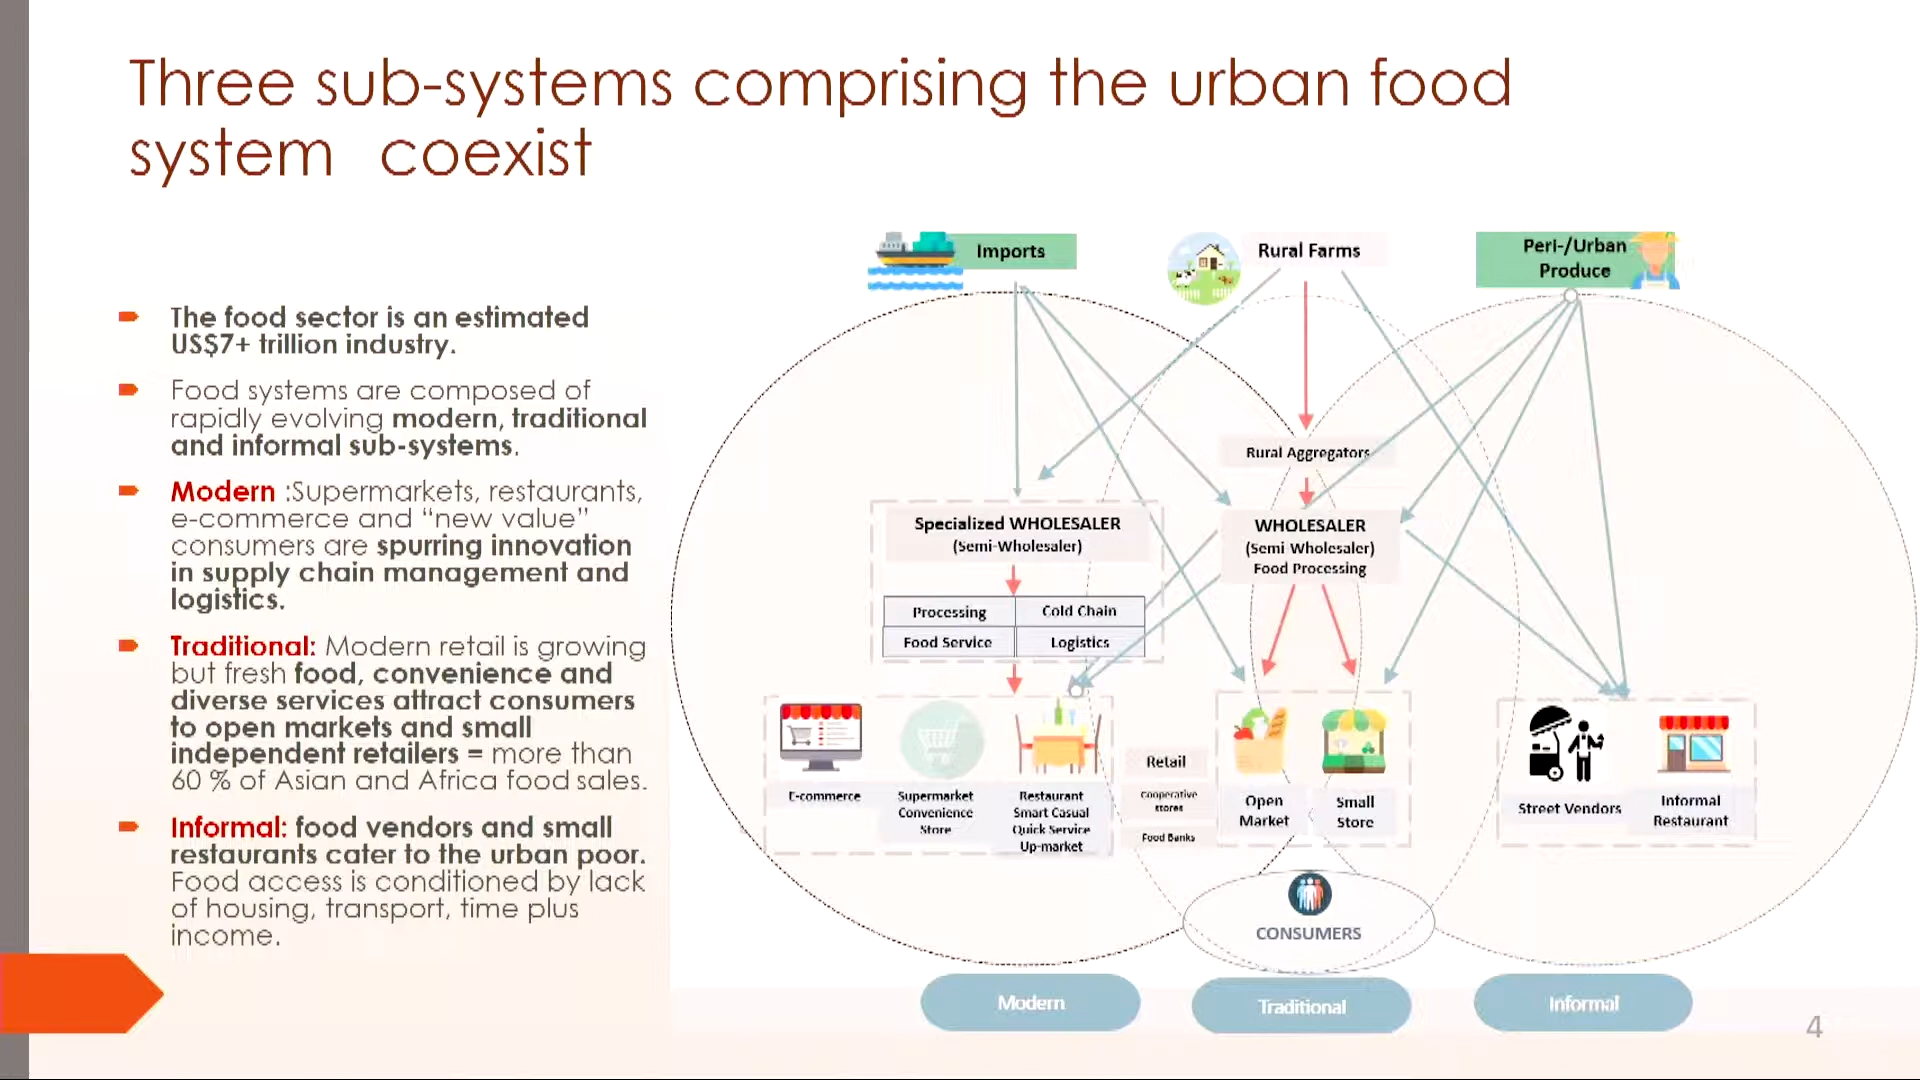 Three sub-systems comprising the urban food
system coexist
The food sector is an estimated
US$7+ trillion industry.
Food systems are composed of
rapidly evolving modern, traditional
and informal sub-systems.
Modern :Supermarkets, restaurants,
e-commerce and “new value”
consumers are spurring innovation
in supply chain management and
logistics.
Traditional: Modern retail is growing
but fresh food, convenience and
diverse services attract consumers
to open markets and small
independent retailers = more than
60 % of Asian and Africa food sales.
Informal: food vendors and small
restaurants cater to the urban poor.
Food access is conditioned by lack
of housing, transport, time plus
income.
Imports
Rural Farms
Peri-/Urban
Produce
Rural Aggregators
Specialized WHOLESALER
(Semi-Wholesaler)
Processing
Cold Chain
Food Service
Logistics
WHOLESALER
(Semi Wholesaler)
Food Processing
E-commerce
Supermarket
Convenience
Store
Restaurant
Smart Casual
Quick Service
Up-market
Retail
Cooperative
stores
Food Banks
Open
Market
Small
Store
Street Vendors
Informal
Restaurant
CONSUMERS
Modern
Traditional
Informal
4